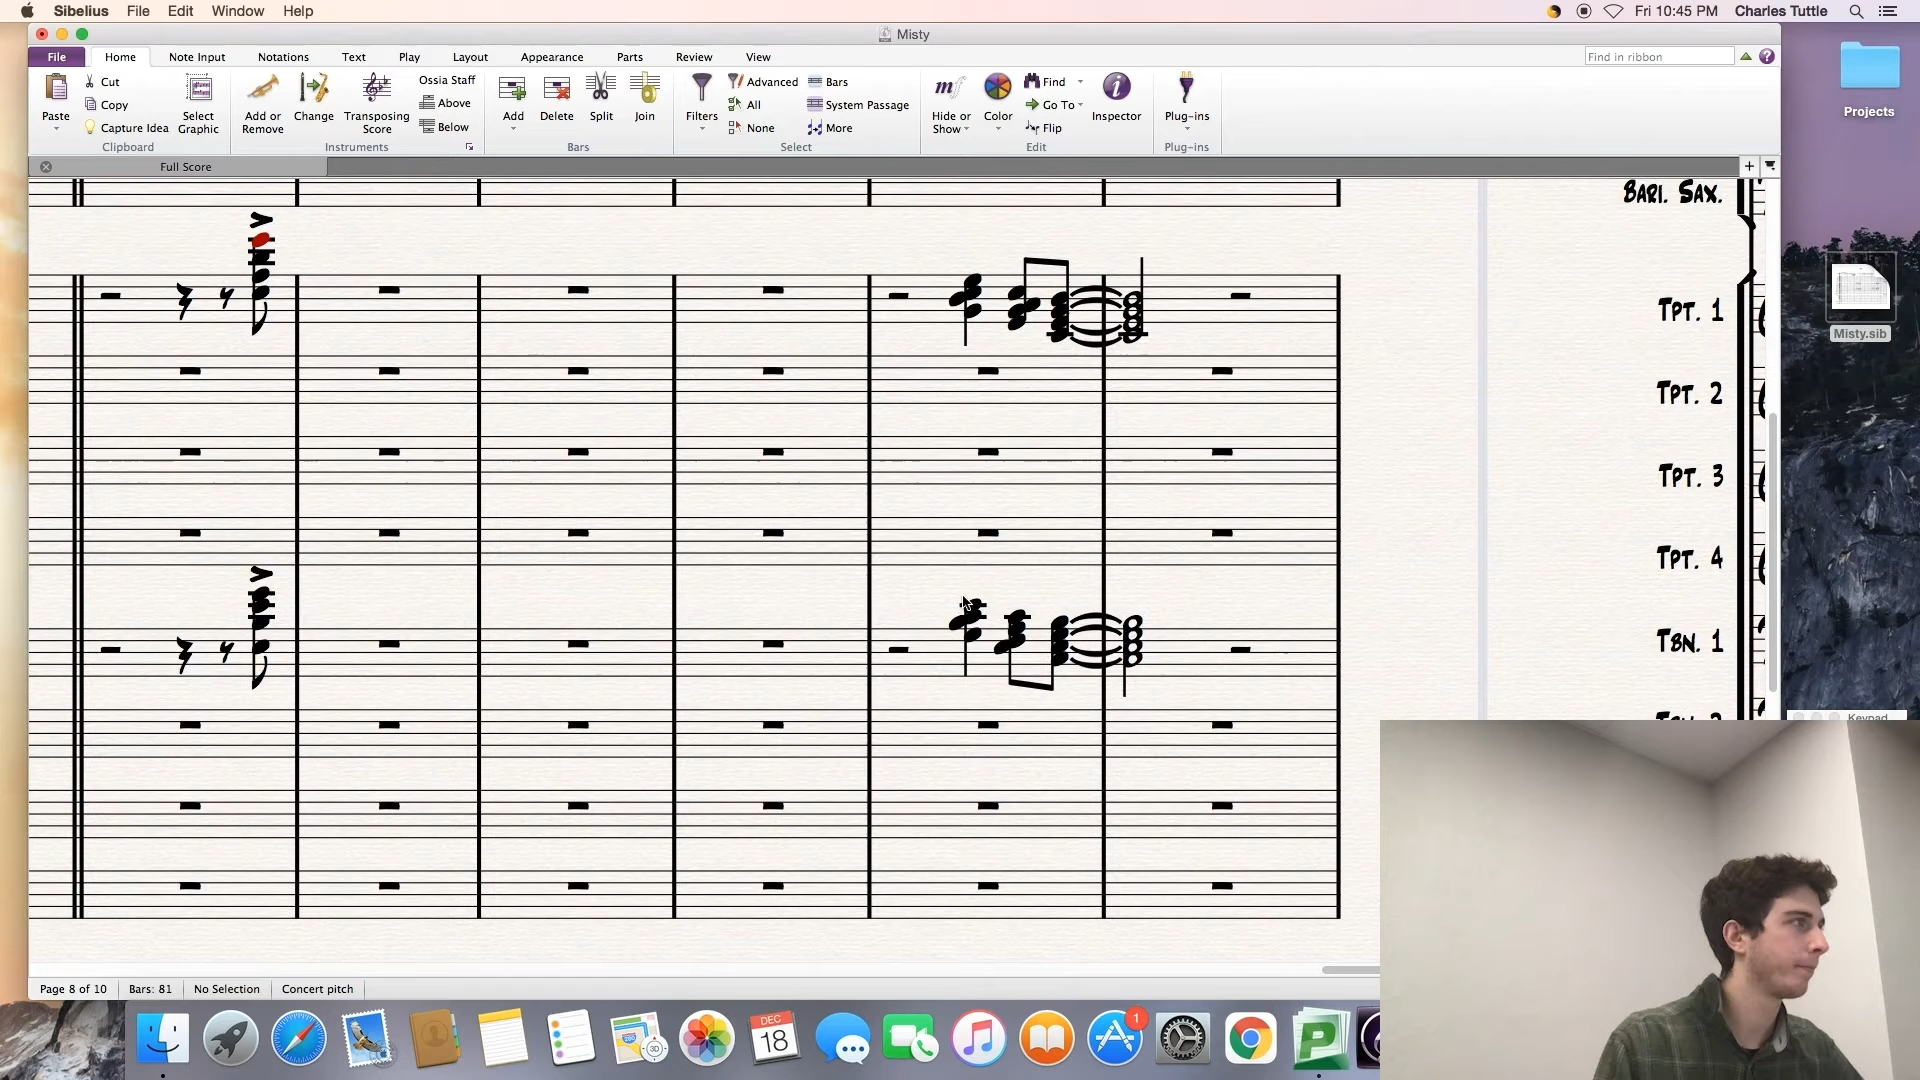 Sibelius File Edit Window Help Fri 10:45 PM Charles Tuttle
Misty
File Home Note Input Notations Text Play Layout Appearance Parts Review View Find in ribbon
Paste Cut Copy Capture Idea Select Graphic
Clipboard
Add or Remove Change Transposing Score Ossia Staff Above Below
Instruments
Add Delete Split Join
Bars
Filters Advanced All None Bars System Passage More
Select
Hide or Show Color Find Go To Flip Inspector
Edit
Plug-ins
Plug-ins
Full Score
Projects
Misty.sib
Bari. Sax.
Tpt. 1
Tpt. 2
Tpt. 3
Tpt. 4
Tbn. 1
Keypad
Page 8 of 10 Bars: 81 No Selection Concert pitch
DEC
18
1